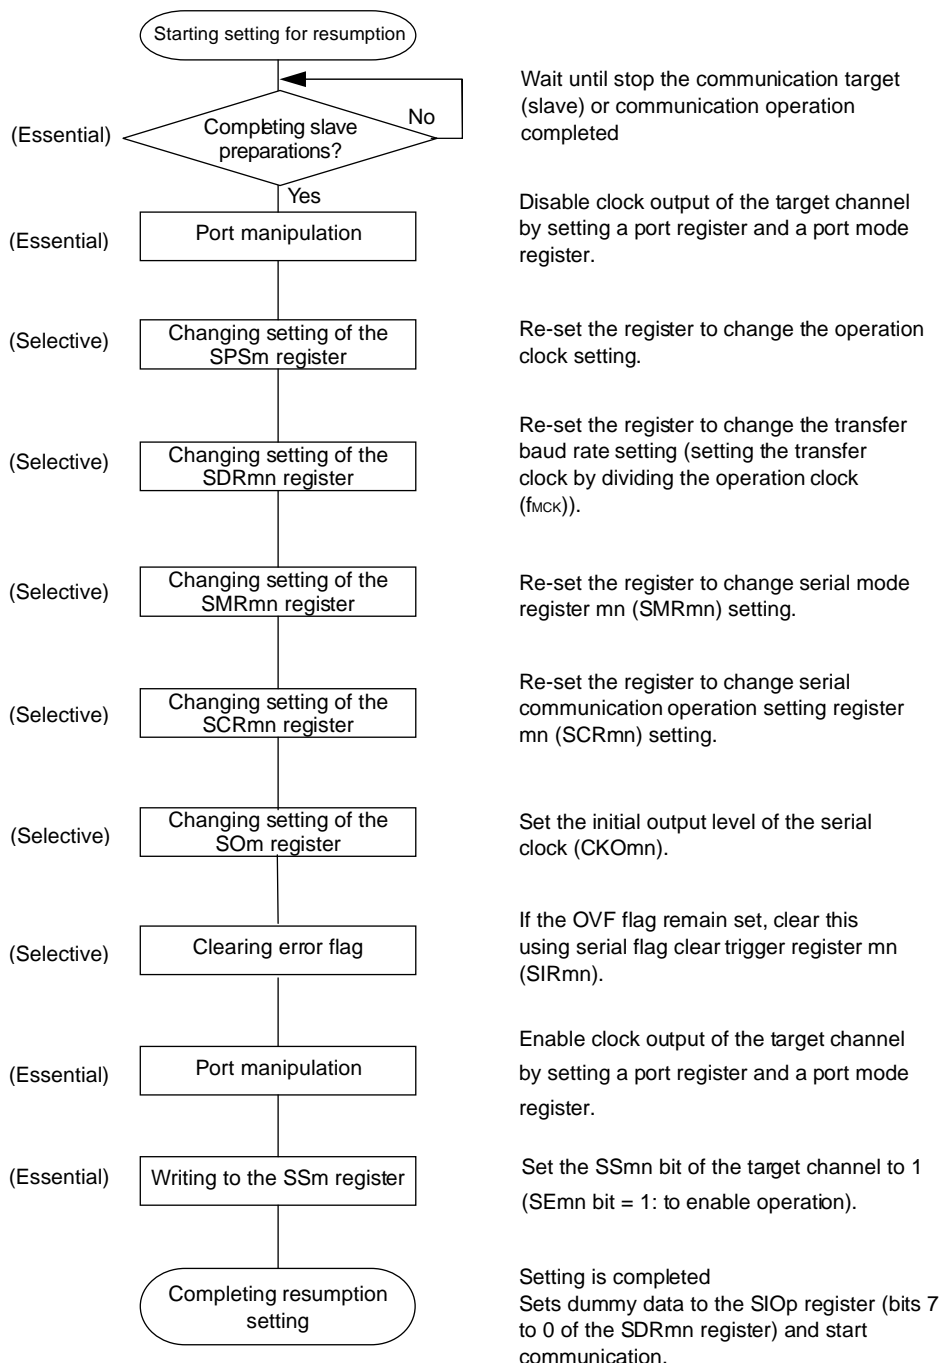 Starting setting for resumption
Wait until stop the communication target
(slave) or communication operation
completed
(Essential)
Completing slave
preparations?
No
Yes
Disable clock output of the target channel
by setting a port register and a port mode
register.
(Essential)
Port manipulation
(Selective)
Changing setting of the
SPSm register
Re-set the register to change the operation
clock setting.
(Selective)
Changing setting of the
SDRmn register
Re-set the register to change the transfer
baud rate setting (setting the transfer
clock by dividing the operation clock
(fMCK)).
(Selective)
Changing setting of the
SMRmn register
Re-set the register to change serial mode
register mn (SMRmn) setting.
(Selective)
Changing setting of the
SCRmn register
Re-set the register to change serial
communication operation setting register
mn (SCRmn) setting.
(Selective)
Changing setting of the
SOm register
Set the initial output level of the serial
clock (CKOmn).
(Selective)
Clearing error flag
If the OVF flag remain set, clear this
using serial flag clear trigger register mn
(SIRmn).
(Essential)
Port manipulation
Enable clock output of the target channel
by setting a port register and a port mode
register.
(Essential)
Writing to the SSm register
Set the SSmn bit of the target channel to 1
(SEmn bit = 1: to enable operation).
Completing resumption
setting
Setting is completed
Sets dummy data to the SIOp register (bits 7
to 0 of the SDRmn register) and start
communication.